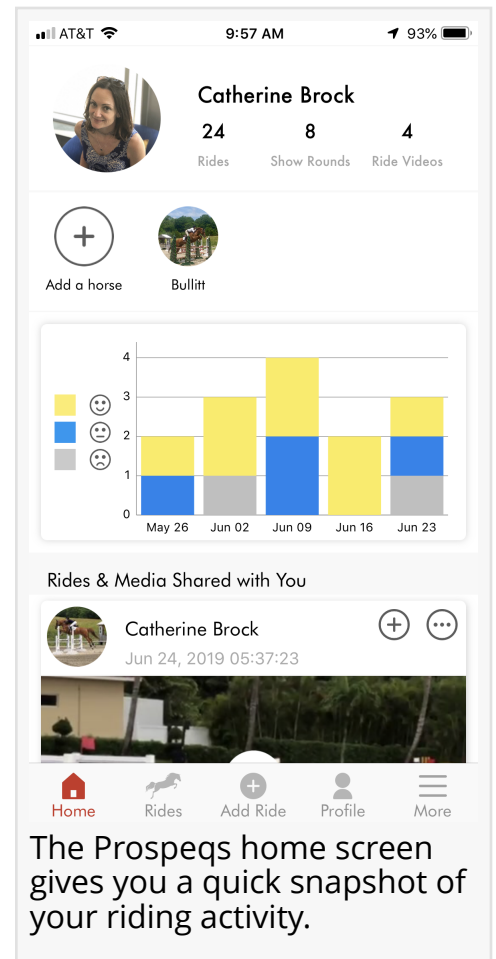 AT&T 9:57 AM 93%
Catherine Brock
24 8 4
Rides Show Rounds Ride Videos
Add a horse Bullitt
4
3
2
1
0
May 26 Jun 02 Jun 09 Jun 16 Jun 23
Rides & Media Shared with You
Catherine Brock
Jun 24, 2019 05:37:23
Home Rides Add Ride Profile More
The Prospeqs home screen
gives you a quick snapshot of
your riding activity.